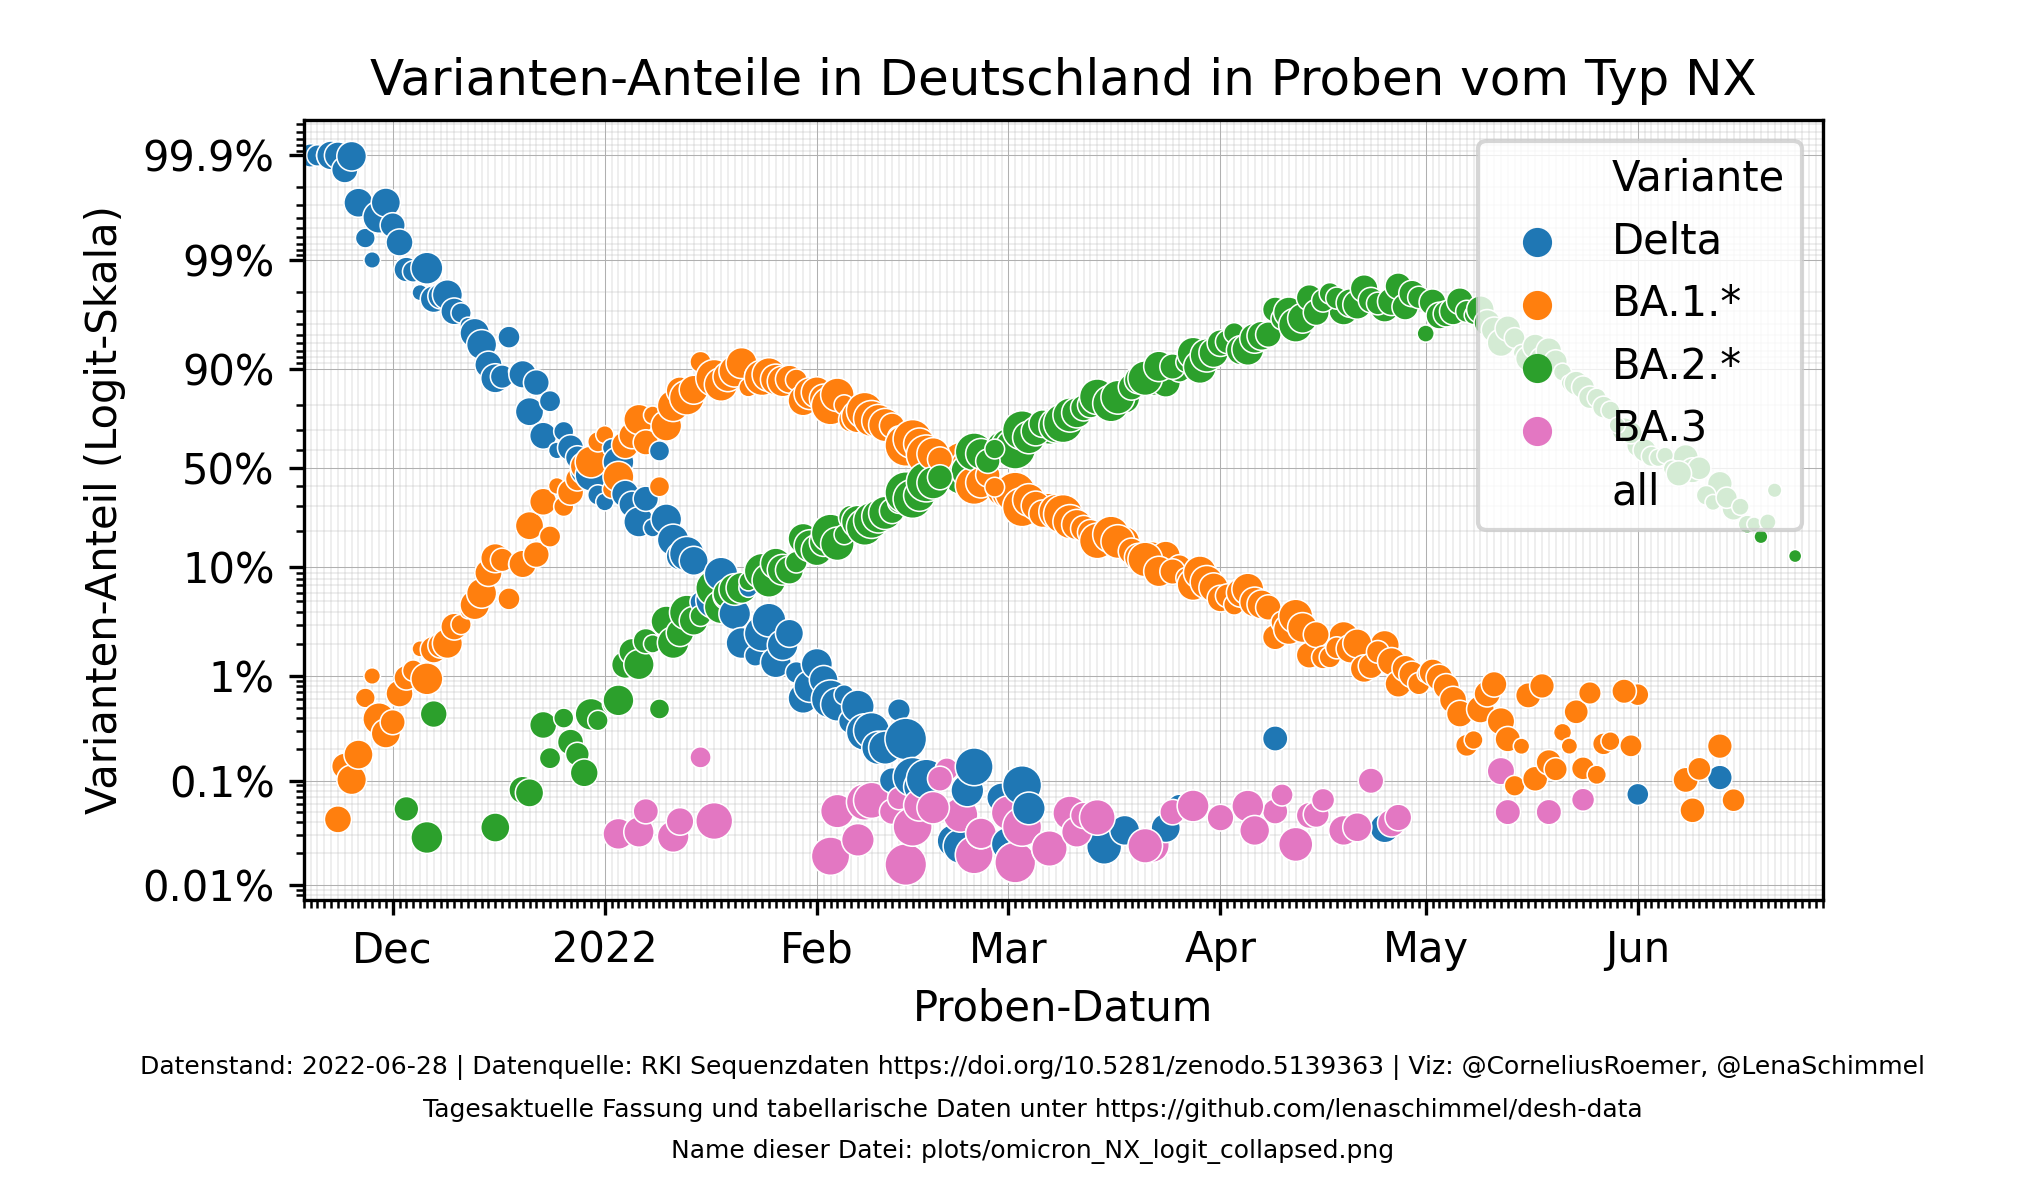 Varianten-Anteile in Deutschland in Proben vom Typ NX
Varianten-Anteil (Logit-Skala)
99.9%
99%
90%
50%
10%
1%
0.1%
0.01%
Variante
Delta
BA.1.*
BA.2.*
BA.3
all
Dec
2022
Feb
Mar
Apr
May
Jun
Proben-Datum
Datenstand: 2022-06-28 | Datenquelle: RKI Sequenzdaten https://doi.org/10.5281/zenodo.5139363 | Viz: @CorneliusRoemer, @LenaSchimmel
Tagesaktuelle Fassung und tabellarische Daten unter https://github.com/lenaschimmel/desh-data
Name dieser Datei: plots/omicron_NX_logit_collapsed.png